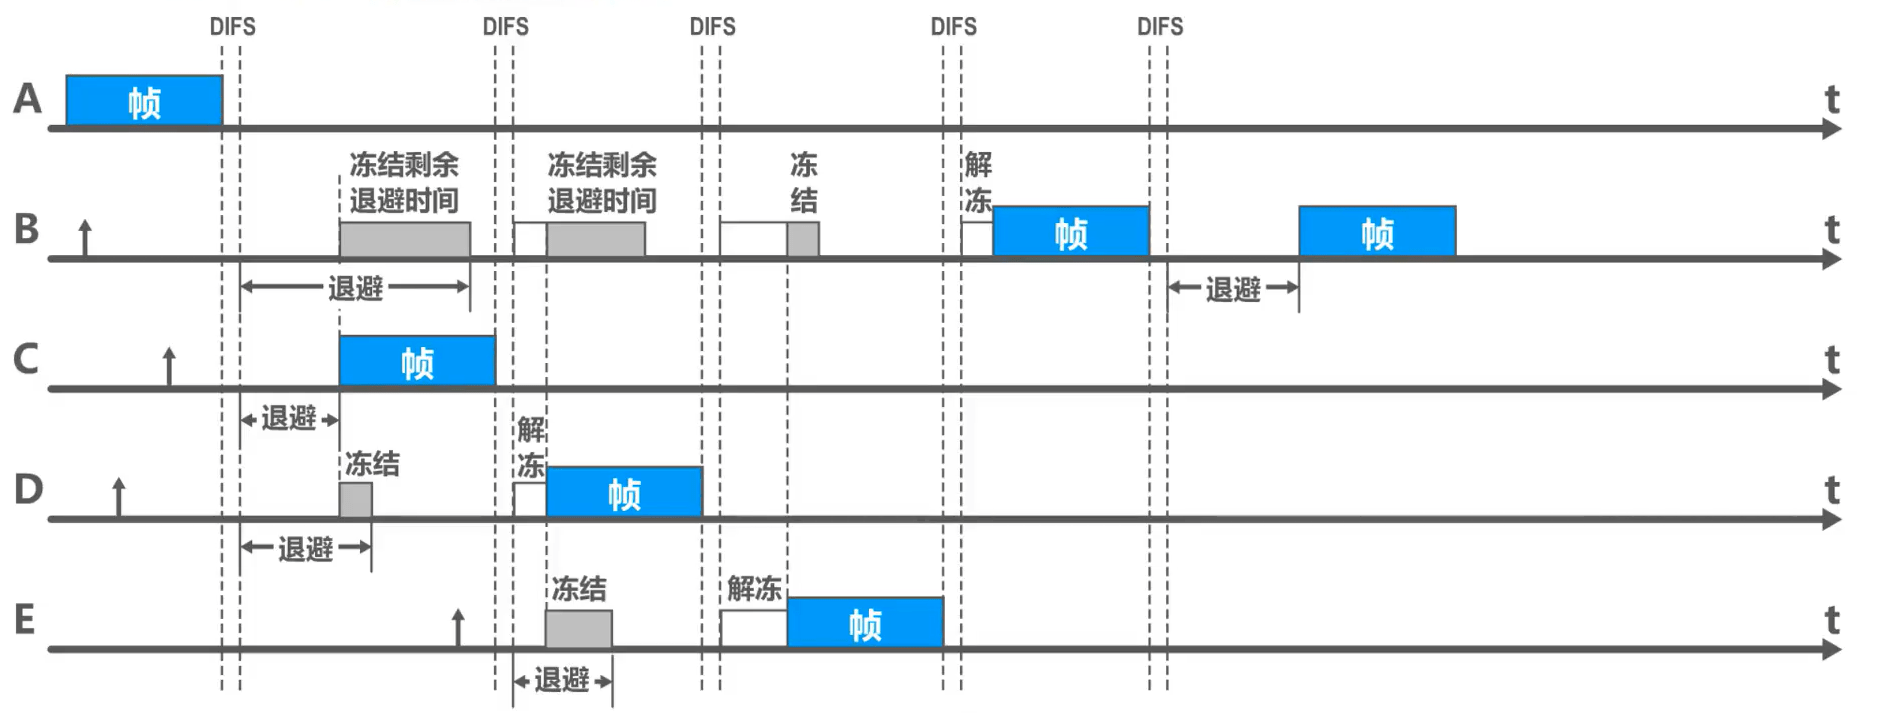 DIFS DIFS DIFS DIFS DIFS
A 帧 t
冻结剩余 冻结剩余 冻 解
退避时间 退避时间 结 冻
B 帧 帧 t
退避 退避
C 帧 t
退避 解
冻结 冻
D 帧 t
退避
冻结 解冻
E 帧 t
退避